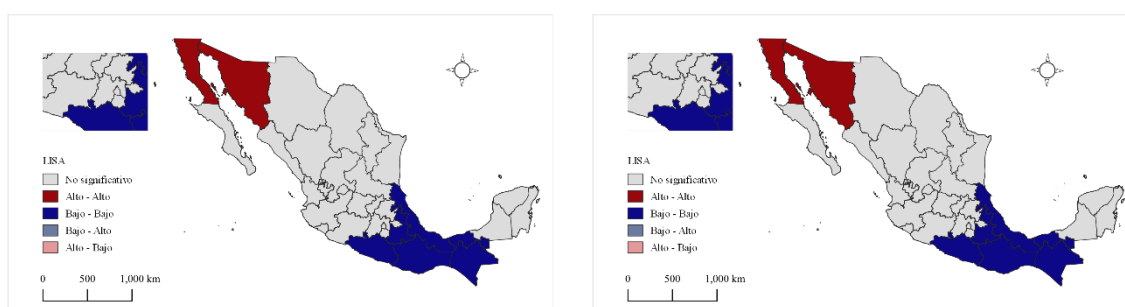 LISA
No significativo
Alto - Alto
Bajo - Bajo
Bajo - Alto
Alto - Bajo
0 500 1,000 km
LISA
No significativo
Alto - Alto
Bajo - Bajo
Bajo - Alto
Alto - Bajo
0 500 1,000 km